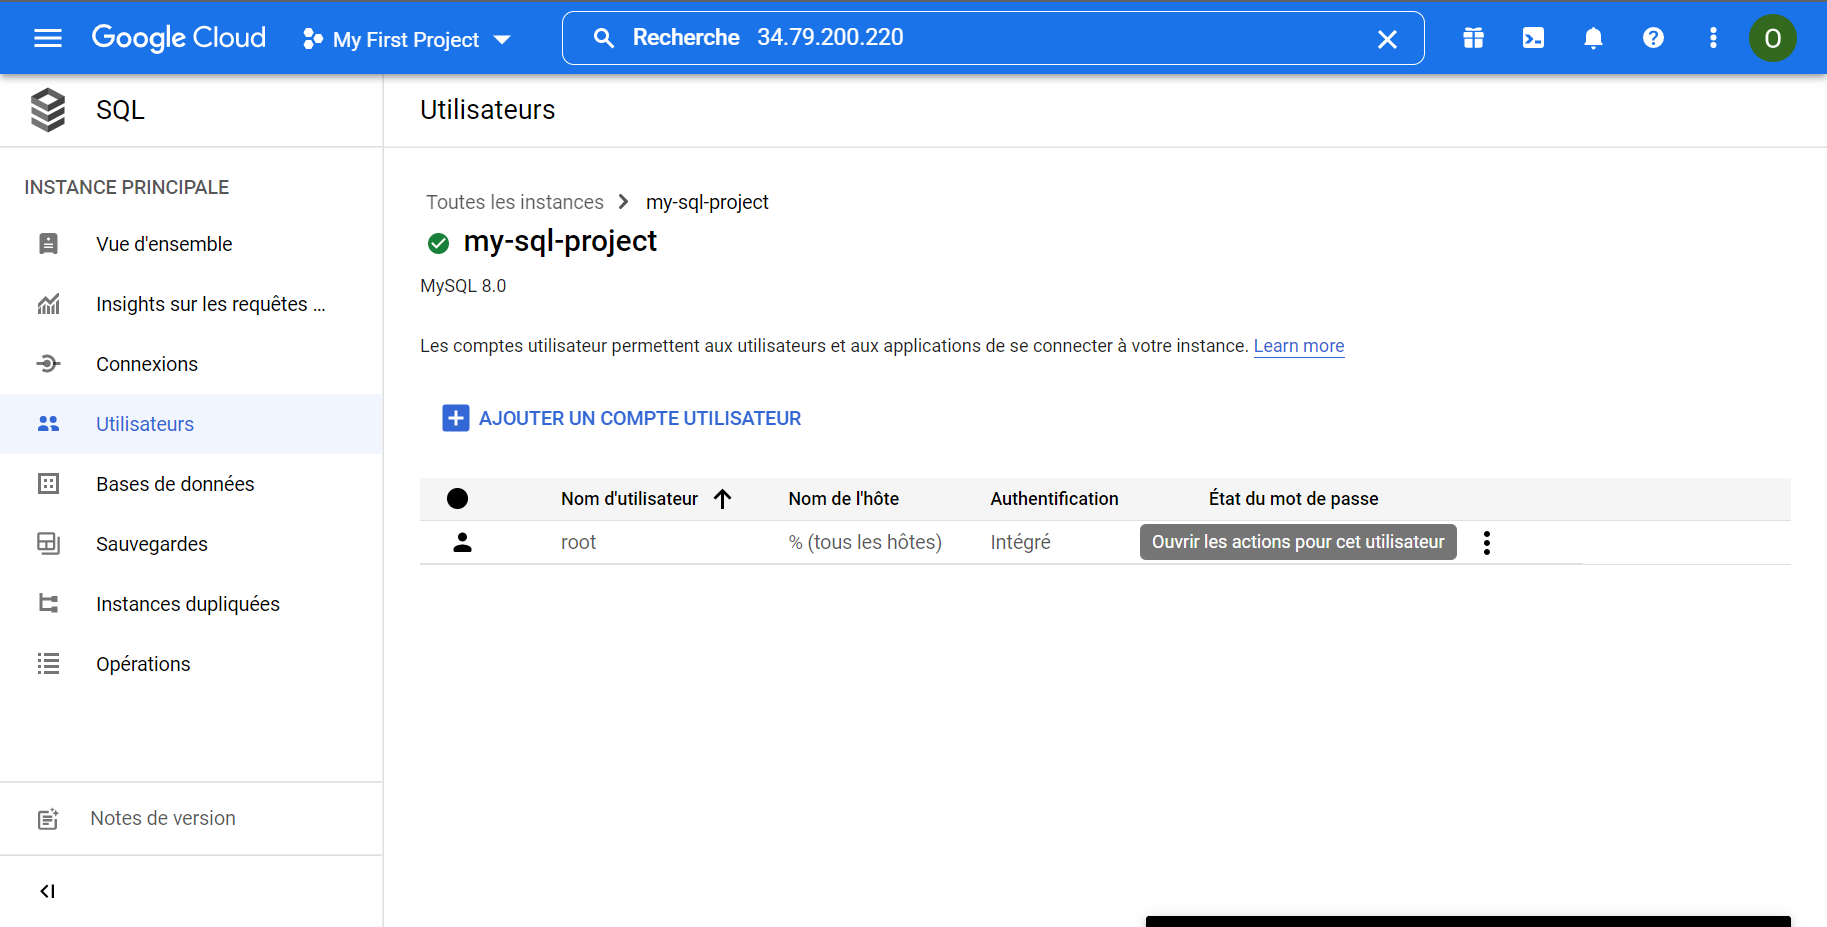 Google Cloud
My First Project
Recherche 34.79.200.220
O
SQL
Utilisateurs
INSTANCE PRINCIPALE
Vue d'ensemble
Insights sur les requêtes ...
Connexions
Utilisateurs
Bases de données
Sauvegardes
Instances dupliquées
Opérations
Notes de version
Toutes les instances my-sql-project
my-sql-project
MySQL 8.0
Les comptes utilisateur permettent aux utilisateurs et aux applications de se connecter à votre instance. Learn more
AJOUTER UN COMPTE UTILISATEUR
Nom d'utilisateur Nom de l'hôte Authentification État du mot de passe
root % (tous les hôtes) Intégré Ouvrir les actions pour cet utilisateur